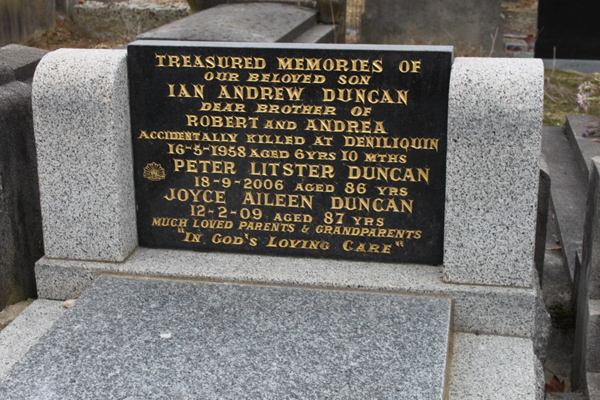 TREASURED MEMORIES OF
OUR BELOVED SON
IAN ANDREW DUNCAN
DEAR BROTHER OF
ROBERT AND ANDREA
ACCIDENTALLY KILLED AT DENILIQUIN
16-5-1958 AGED 6YRS 10 MTHS
PETER LITSTER DUNCAN
18-9-2006 AGED 86 YRS
JOYCE AILEEN DUNCAN
12-2-09 AGED 87 YRS
MUCH LOVED PARENTS & GRANDPARENTS
"IN GOD'S LOVING CARE"